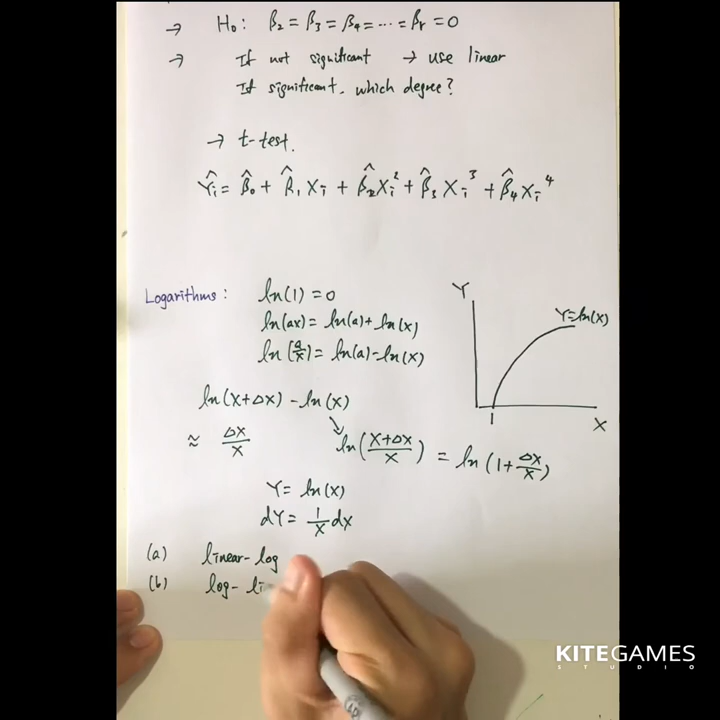 → H₀: β₂ = β₃ = β₄ = ... = βᵣ = 0
→ If not significant → use linear
If significant, which degree?
→ t-test.
Ŷᵢ = β̂₀ + β̂₁Xᵢ + β̂₂Xᵢ² + β̂₃Xᵢ³ + β̂₄Xᵢ⁴
Logarithms: ln(1) = 0
ln(ax) = ln(a) + ln(x)
ln(a/x) = ln(a) - ln(x)
Y
Y=ln(x)
1
X
ln(X+ΔX) - ln(x)
≈ ΔX/X
ln(X+ΔX/X) = ln(1+ΔX/X)
Y = ln(x)
dY = 1/X dX
(a) linear-log
(b) log-li
KITEGAMES
STUDIO